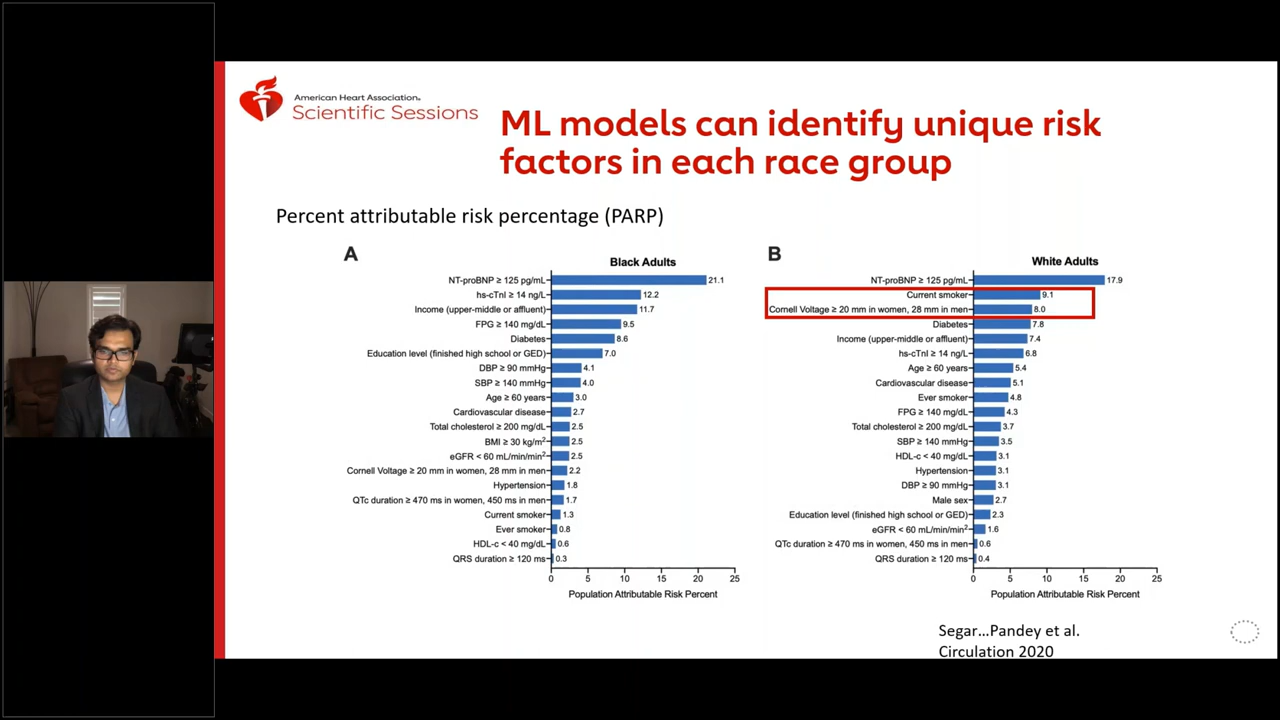 American Heart Association®
Scientific Sessions
ML models can identify unique risk
factors in each race group
Percent attributable risk percentage (PARP)
A
Black Adults
NT-proBNP ≥ 125 pg/mL 21.1
hs-cTnI ≥ 14 ng/L 12.2
Income (upper-middle or affluent) 11.7
FPG ≥ 140 mg/dL 9.5
Diabetes 8.6
Education level (finished high school or GED) 7.0
DBP ≥ 90 mmHg 4.1
SBP ≥ 140 mmHg 4.0
Age ≥ 60 years 3.0
Cardiovascular disease 2.7
Total cholesterol ≥ 200 mg/dL 2.5
BMI ≥ 30 kg/m² 2.5
eGFR < 60 mL/min/min² 2.5
Cornell Voltage ≥ 20 mm in women, 28 mm in men 2.2
Hypertension 1.8
QTc duration ≥ 470 ms in women, 450 ms in men 1.7
Current smoker 1.3
Ever smoker 0.8
HDL-c < 40 mg/dL 0.6
QRS duration ≥ 120 ms 0.3
0 5 10 15 20 25
Population Attributable Risk Percent
B
White Adults
NT-proBNP ≥ 125 pg/mL 17.9
Current smoker 9.1
Cornell Voltage ≥ 20 mm in women, 28 mm in men 8.0
Diabetes 7.8
Income (upper-middle or affluent) 7.4
hs-cTnI ≥ 14 ng/L 6.8
Age ≥ 60 years 5.4
Cardiovascular disease 5.1
Ever smoker 4.8
FPG ≥ 140 mg/dL 4.3
Total cholesterol ≥ 200 mg/dL 3.7
SBP ≥ 140 mmHg 3.5
HDL-c < 40 mg/dL 3.1
Hypertension 3.1
DBP ≥ 90 mmHg 3.1
Male sex 2.7
Education level (finished high school or GED) 2.3
eGFR < 60 mL/min/min² 1.6
QTc duration ≥ 470 ms in women, 450 ms in men 0.6
QRS duration ≥ 120 ms 0.4
0 5 10 15 20 25
Population Attributable Risk Percent
Segar...Pandey et al.
Circulation 2020